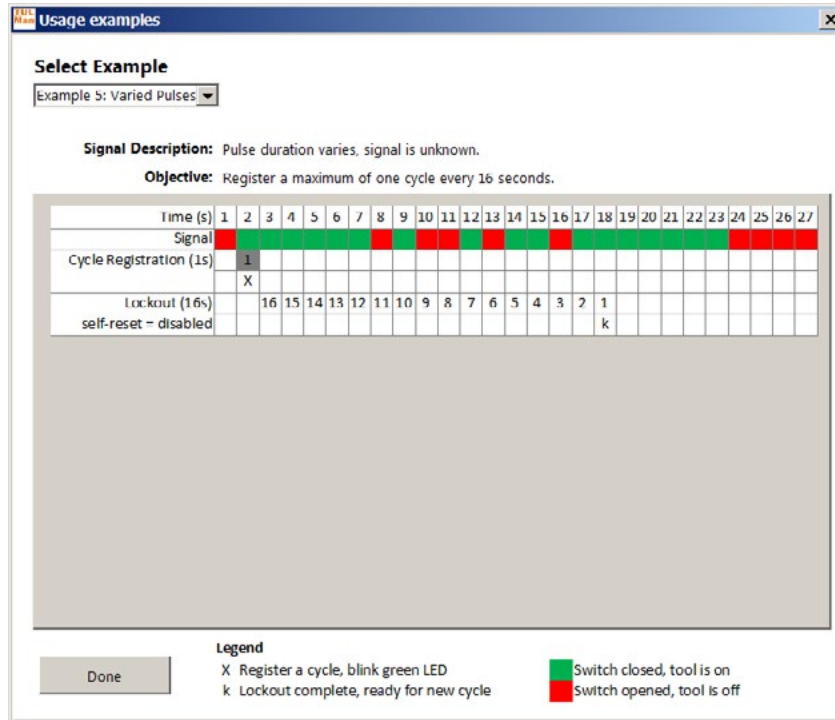 TUL
Man Usage examples
Select Example
Example 5: Varied Pulses
Signal Description: Pulse duration varies, signal is unknown.
Objective: Register a maximum of one cycle every 16 seconds.
Time (s) 1 2 3 4 5 6 7 8 9 10 11 12 13 14 15 16 17 18 19 20 21 22 23 24 25 26 27
Signal
Cycle Registration (1s) 1
X
Lockout (16s) 16 15 14 13 12 11 10 9 8 7 6 5 4 3 2 1
self-reset = disabled k
Legend
X Register a cycle, blink green LED
k Lockout complete, ready for new cycle
Switch closed, tool is on
Switch opened, tool is off
Done